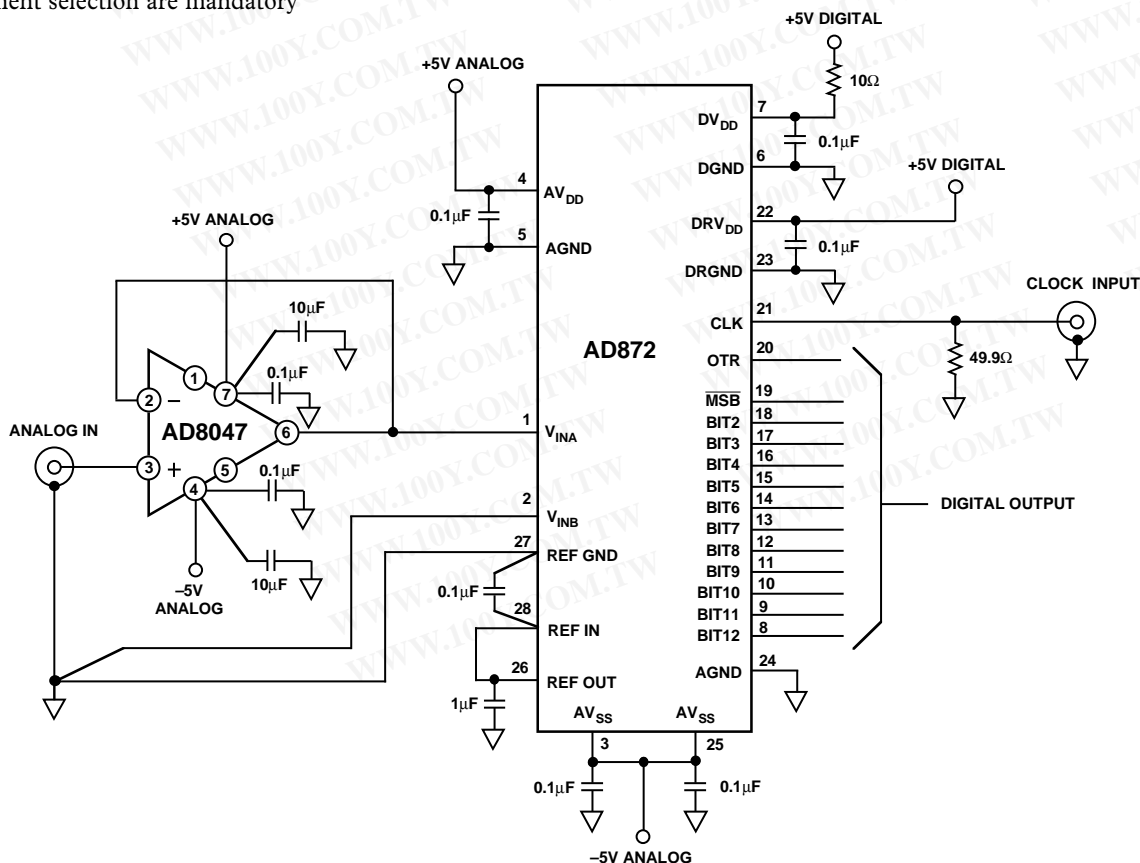 ment selection are mandatory
+5V DIGITAL
10Ω
+5V ANALOG
7
DVDD
0.1μF
6
DGND
+5V DIGITAL
4
AVDD
22
DRVDD
0.1μF
0.1μF
5
AGND
23
DRGND
+5V ANALOG
CLOCK INPUT
21
CLK
49.9Ω
10μF
AD872
20
OTR
0.1μF
1
7
2
−
AD8047
6
1
VINA
ANALOG IN
3
+
5
4
0.1μF
10μF
–5V
ANALOG
2
VINB
27
REF GND
0.1μF
28
REF IN
26
REF OUT
1μF
MSB
19
BIT2
18
BIT3
17
BIT4
16
BIT5
15
BIT6
14
BIT7
13
BIT8
12
BIT9
11
BIT10
10
BIT11
9
BIT12
8
DIGITAL OUTPUT
AGND
24
AVSS
AVSS
3
25
0.1μF
0.1μF
–5V ANALOG
WWW.100Y.COM.TW